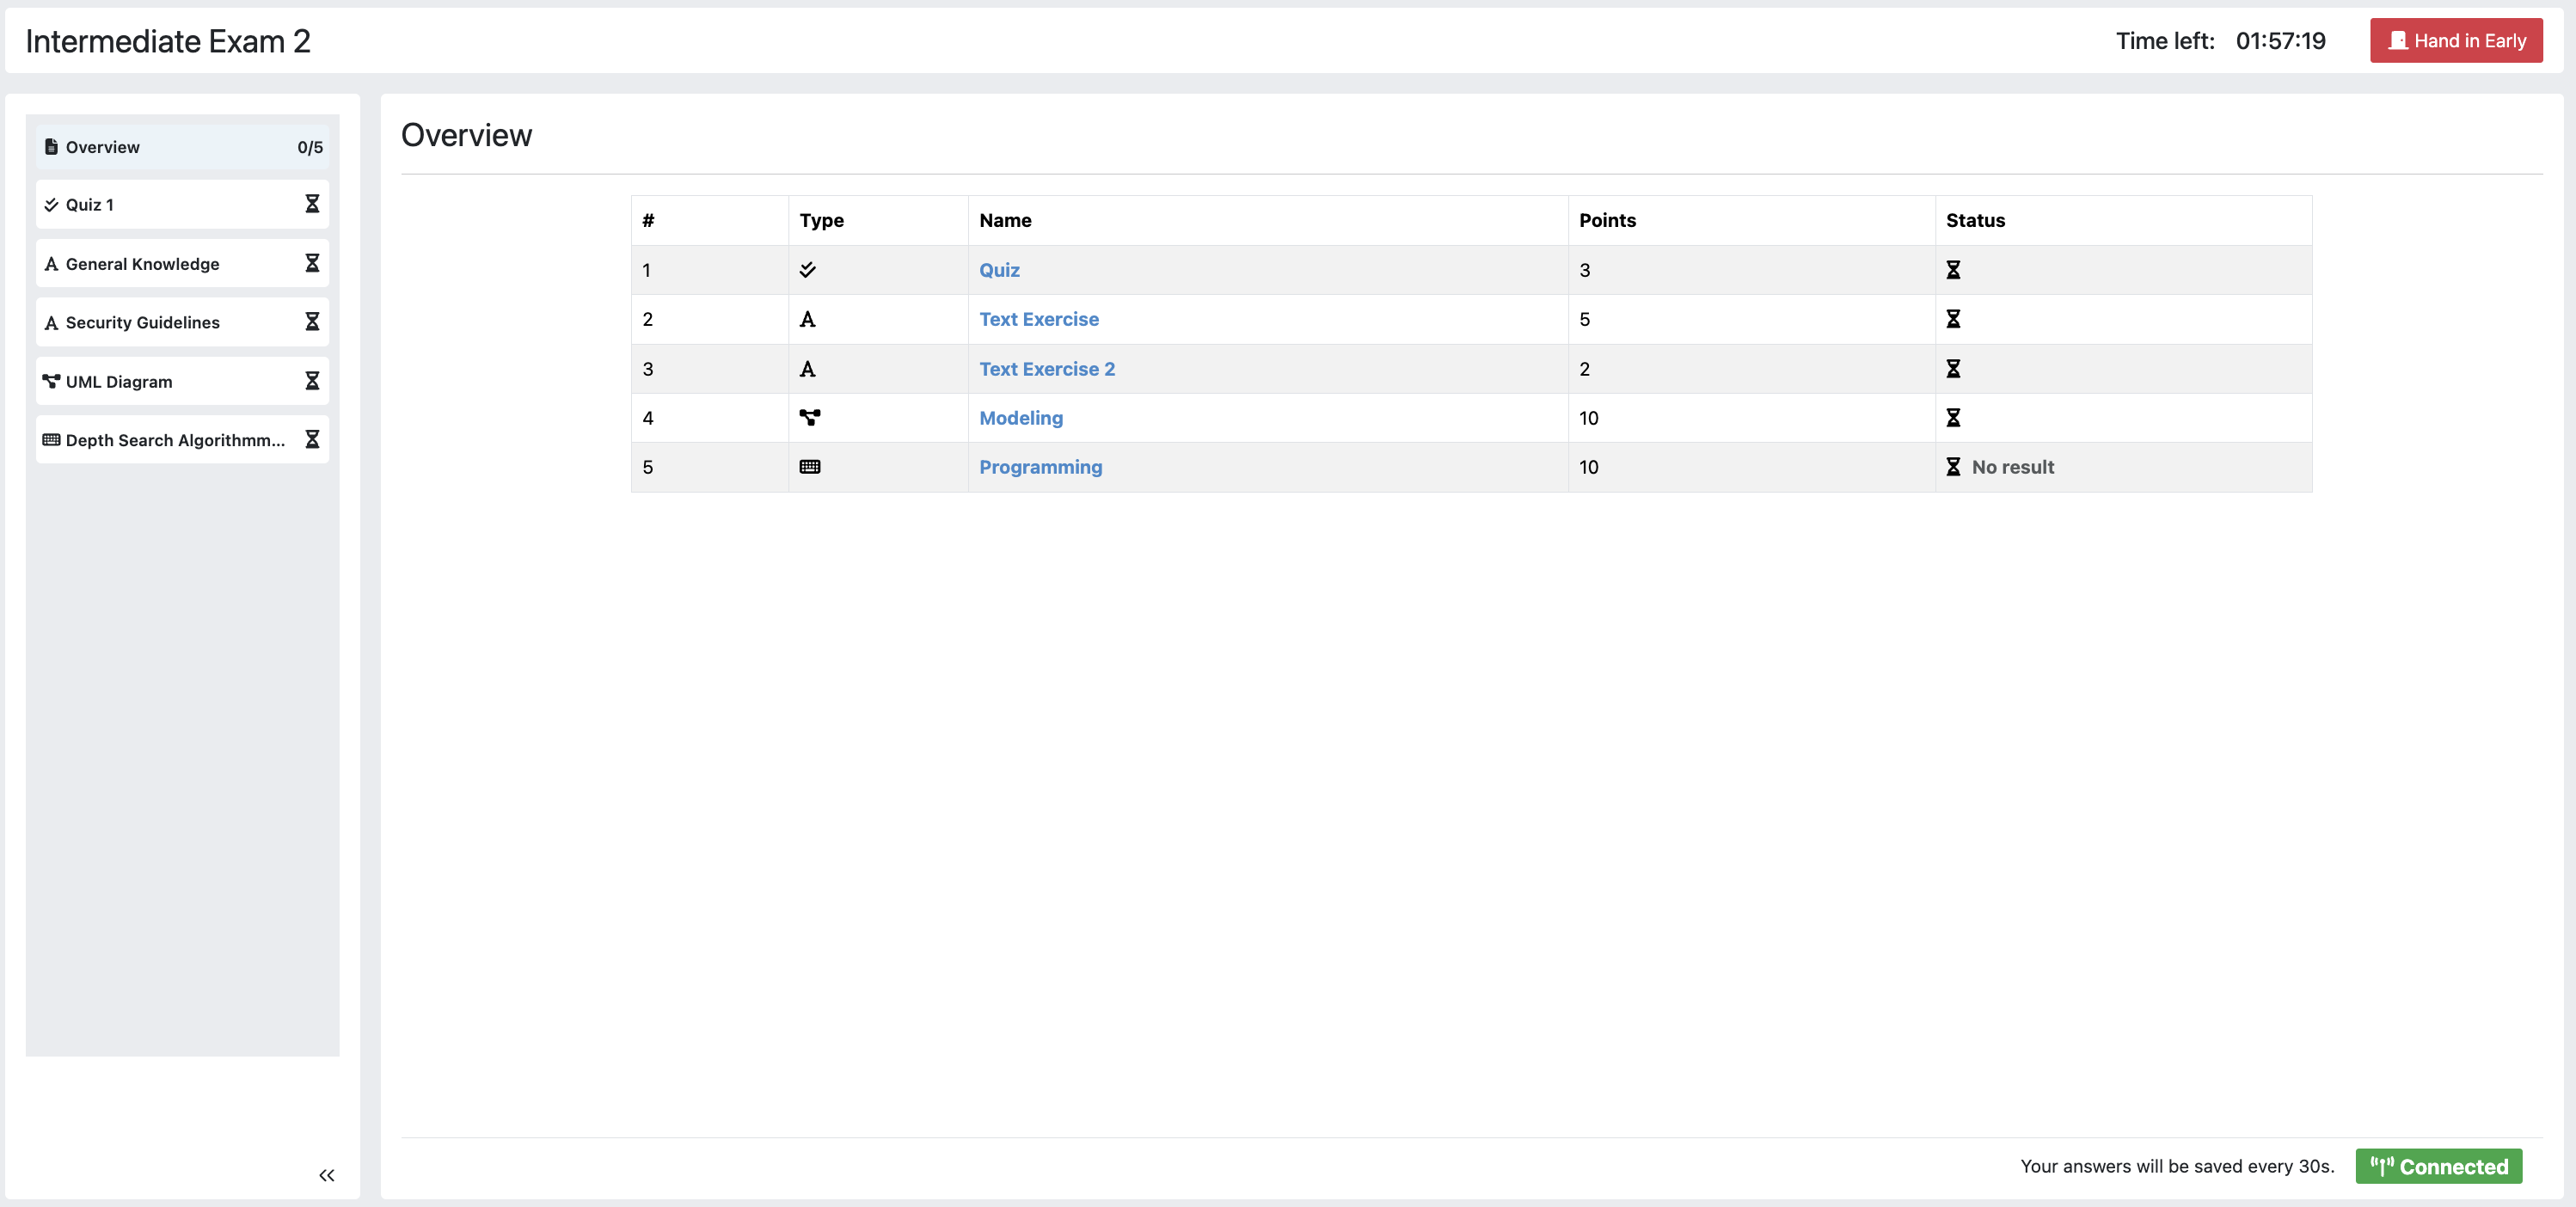 Intermediate Exam 2
Time left: 01:57:19 Hand in Early
Overview 0/5
Quiz 1
General Knowledge
Security Guidelines
UML Diagram
Depth Search Algorithmm...
Overview
# Type Name Points Status
1 Quiz 3
2 Text Exercise 5
3 Text Exercise 2 2
4 Modeling 10
5 Programming 10 No result
Your answers will be saved every 30s. Connected